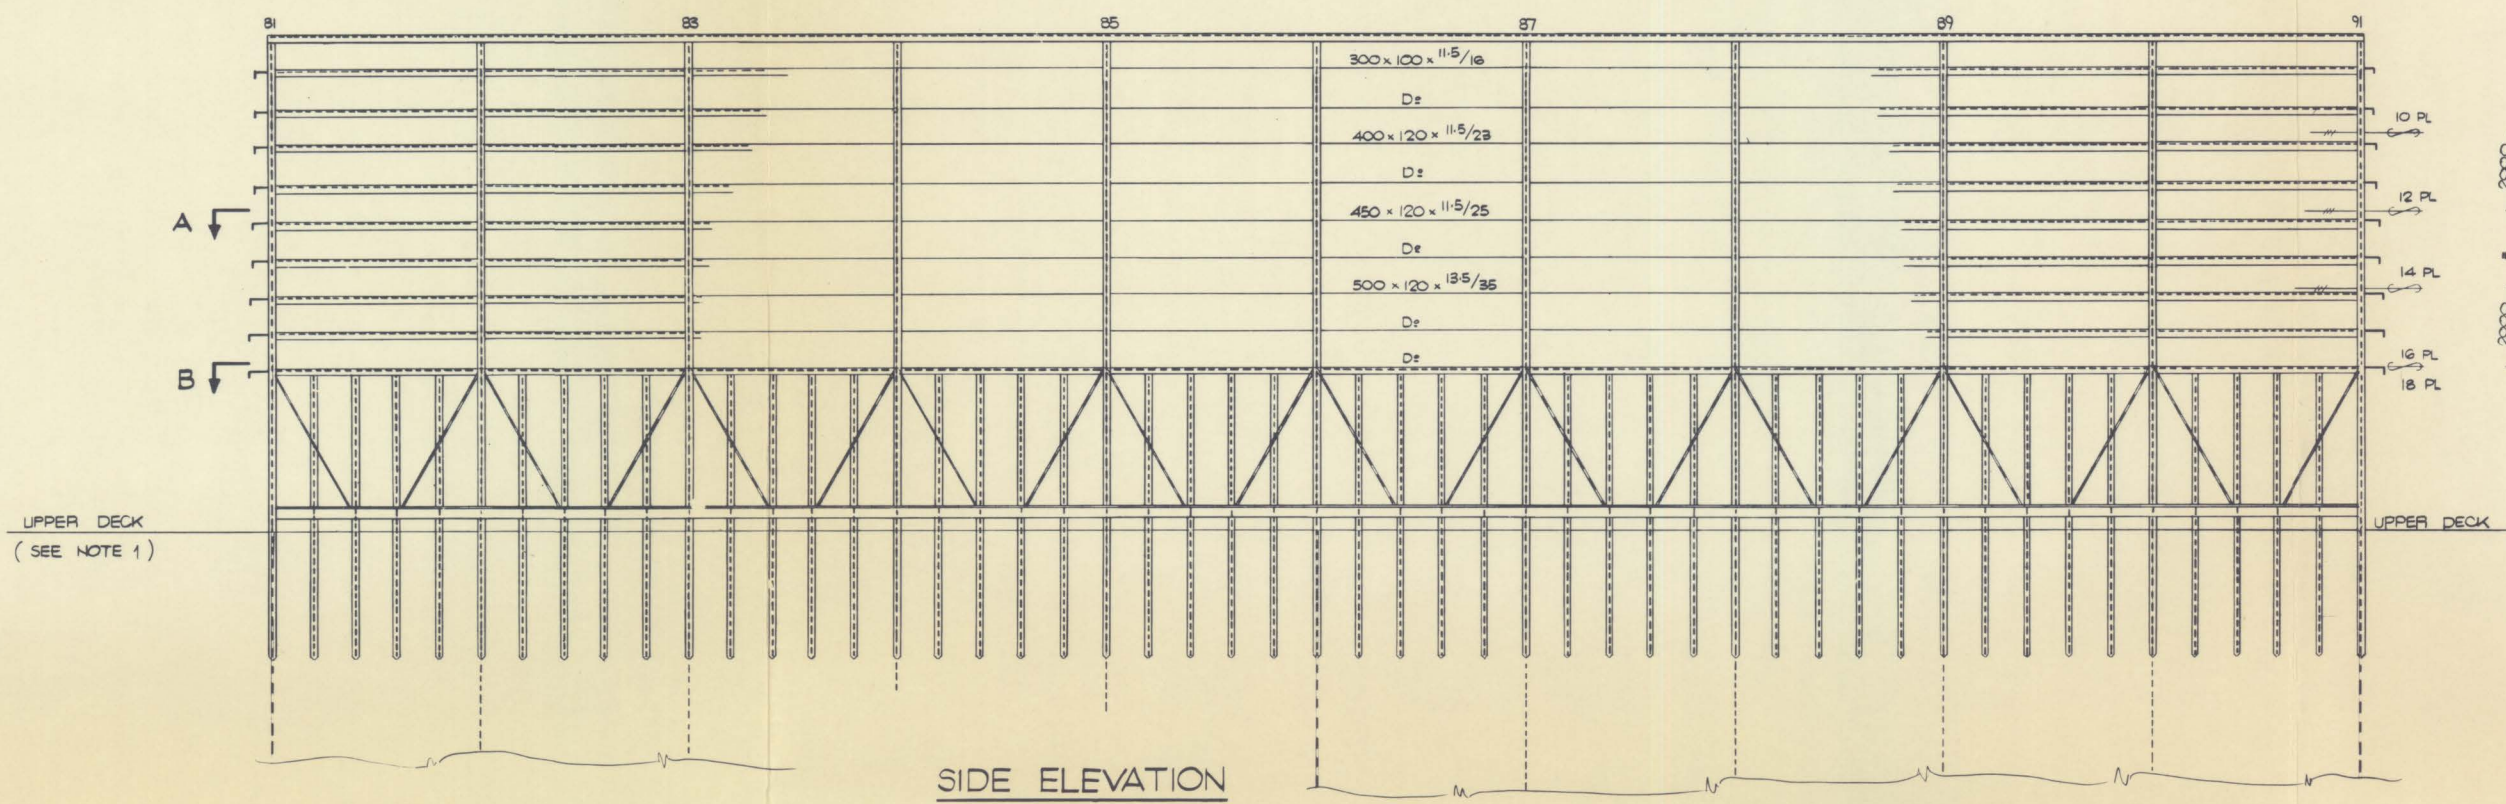 81 83 85 87 89 91
300 x 100 x 11.5/16
Do
10 PL
400 x 120 x 11.5/23
Do
12 PL
A
450 x 120 x 11.5/25
Do
14 PL
500 x 120 x 13.5/35
Do
16 PL
B
Do
18 PL
UPPER DECK
(SEE NOTE 1)
UPPER DECK
SIDE ELEVATION